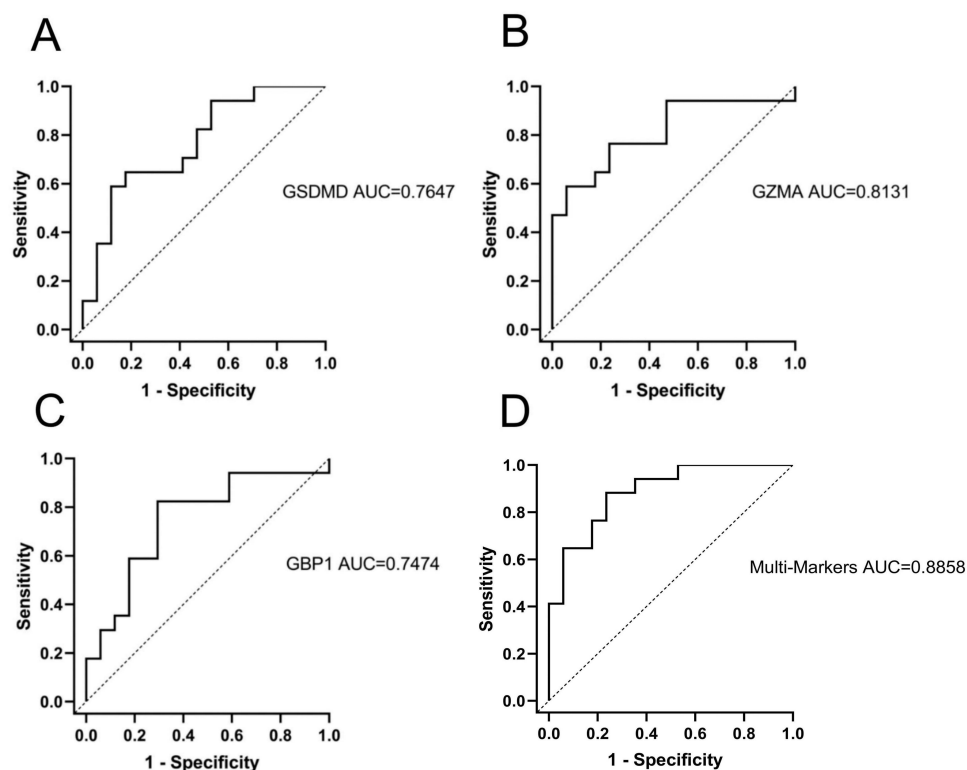 A
1.0
0.8
0.6
0.4
0.2
0.0
Sensitivity
0.0 0.2 0.4 0.6 0.8 1.0
1 - Specificity
GSDMD AUC=0.7647
B
1.0
0.8
0.6
0.4
0.2
0.0
Sensitivity
0.0 0.2 0.4 0.6 0.8 1.0
1 - Specificity
GZMA AUC=0.8131
C
1.0
0.8
0.6
0.4
0.2
0.0
Sensitivity
0.0 0.2 0.4 0.6 0.8 1.0
1 - Specificity
GBP1 AUC=0.7474
D
1.0
0.8
0.6
0.4
0.2
0.0
Sensitivity
0.0 0.2 0.4 0.6 0.8 1.0
1 - Specificity
Multi-Markers AUC=0.8858